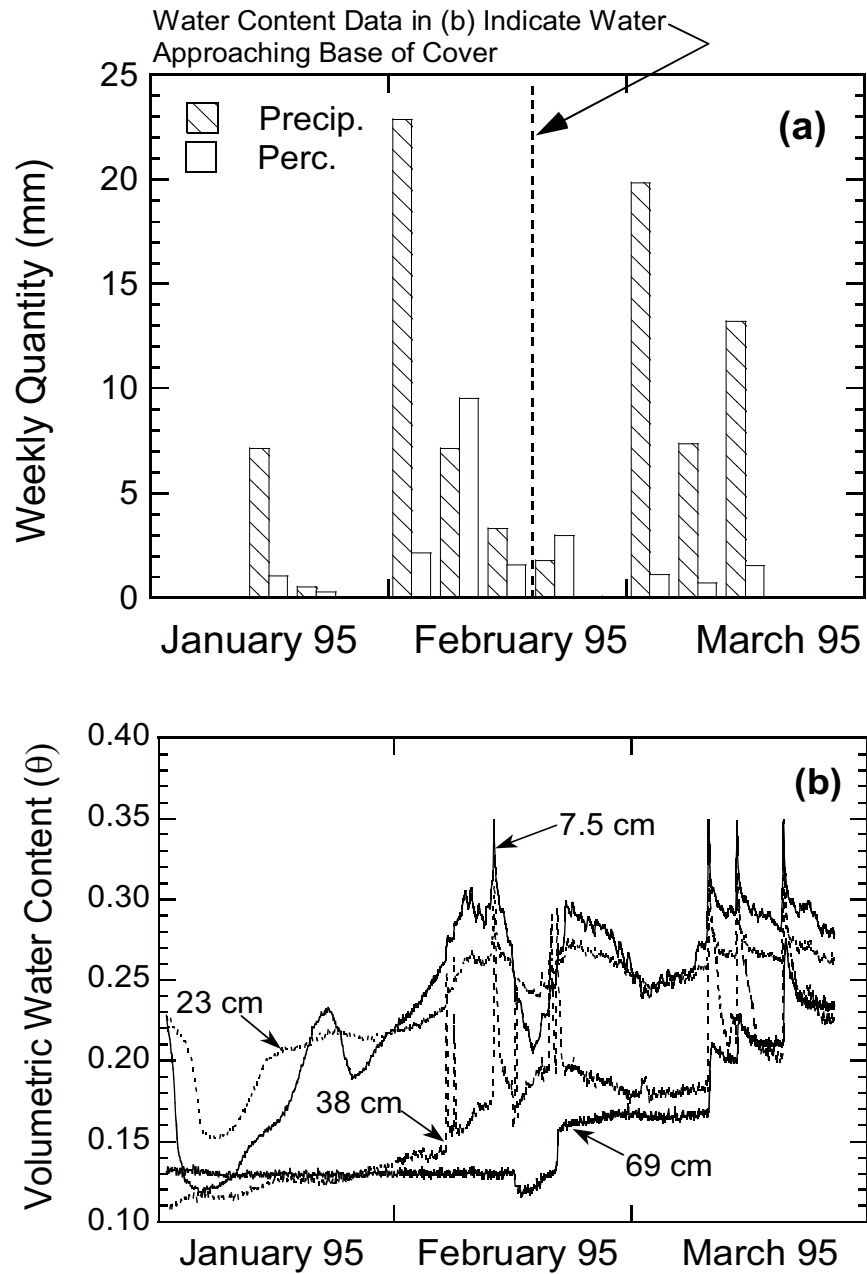 Water Content Data in (b) Indicate Water
Approaching Base of Cover
Weekly Quantity (mm)
25
20
15
10
5
0
Precip.
Perc.
(a)
January 95 February 95 March 95
Volumetric Water Content (θ)
0.40
0.35
0.30
0.25
0.20
0.15
0.10
(b)
7.5 cm
23 cm
38 cm
69 cm
January 95 February 95 March 95